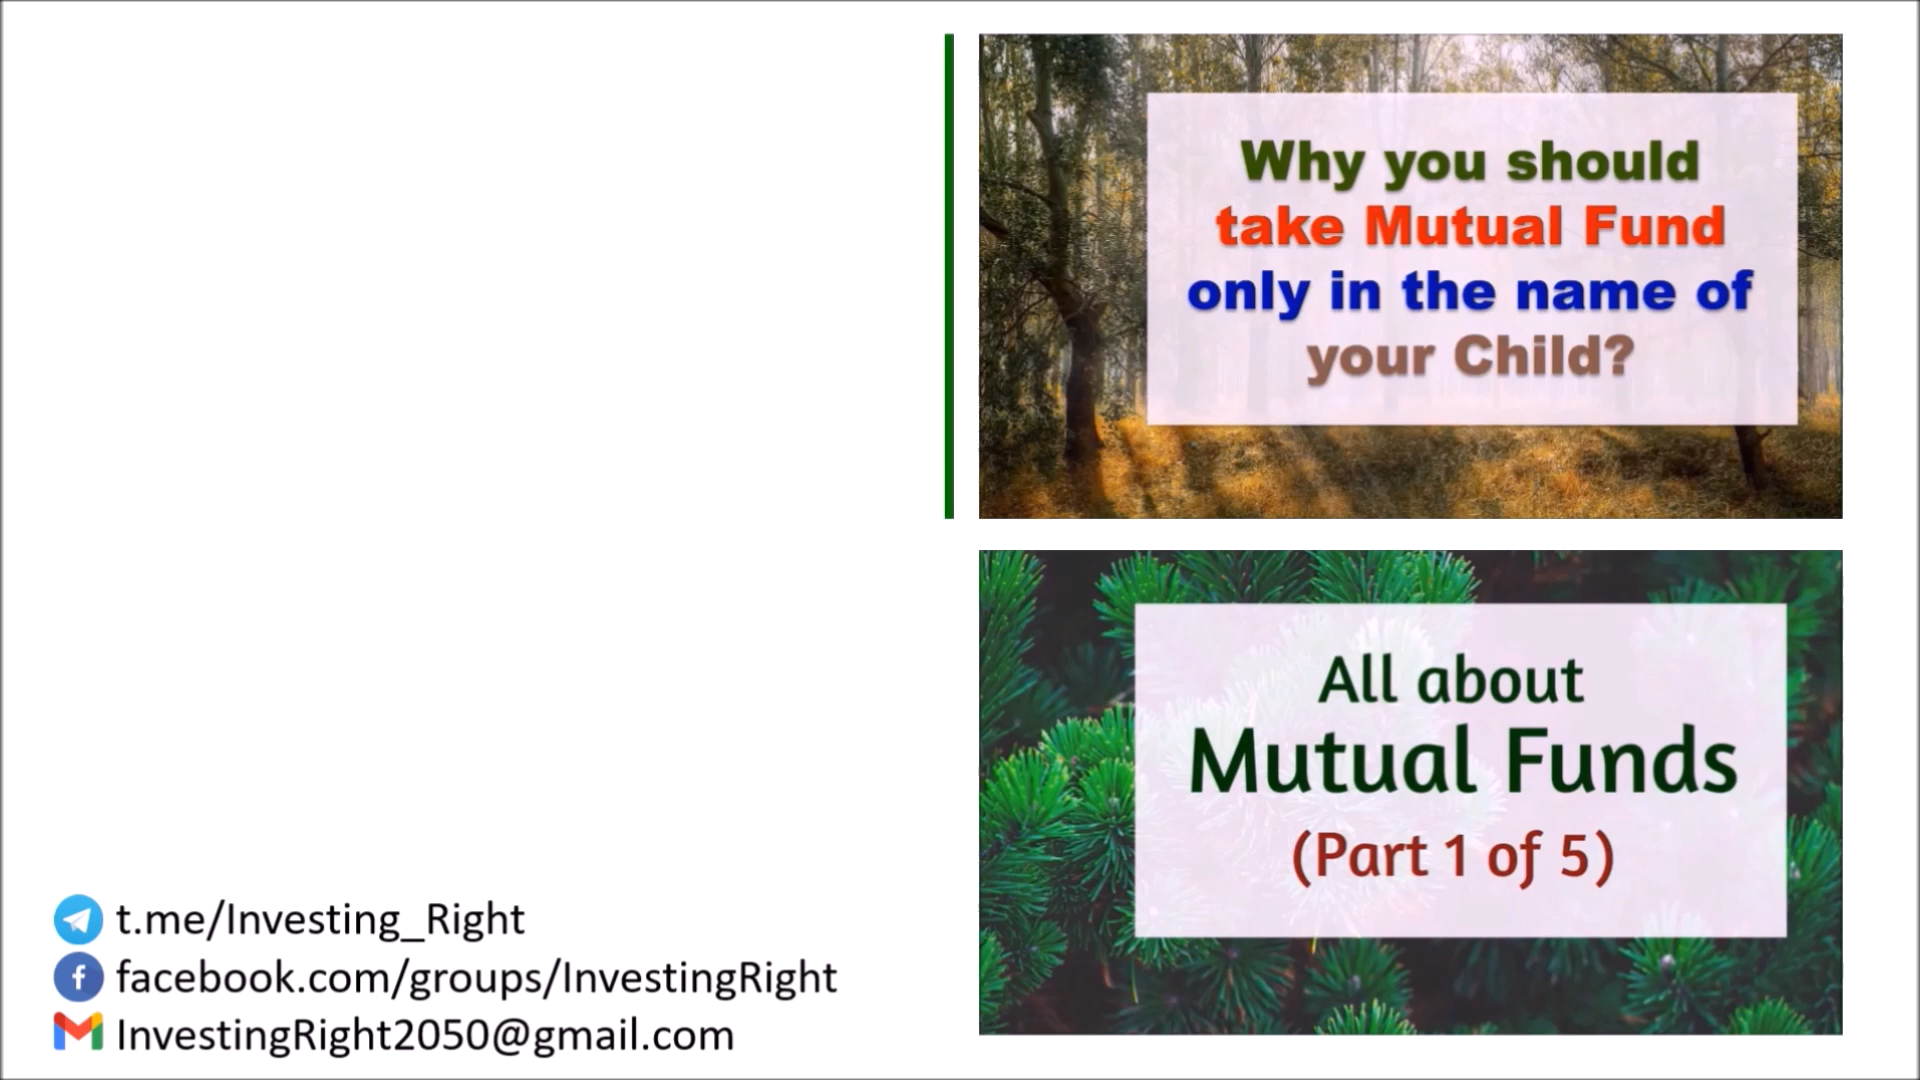 Why you should
take Mutual Fund
only in the name of
your Child?
All about
Mutual Funds
(Part 1 of 5)
t.me/Investing_Right
facebook.com/groups/InvestingRight
InvestingRight2050@gmail.com